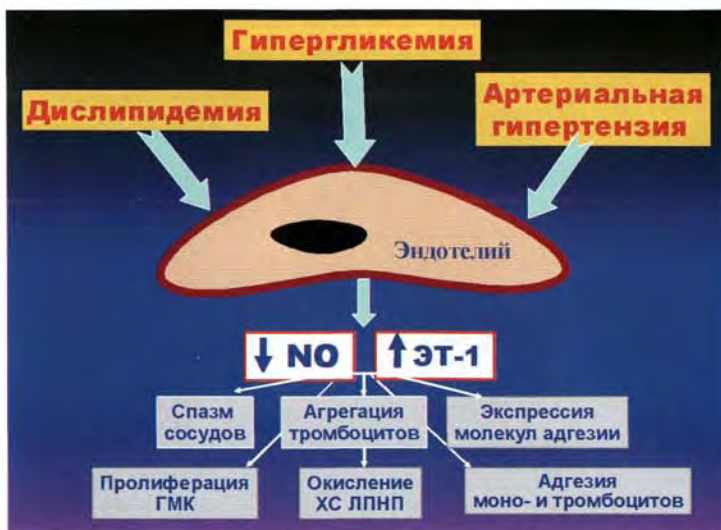 Гипергликемия
Дислипидемия
Артериальная
гипертензия
Эндотелий
↓ NO
↑ ЭТ-1
Спазм
сосудов
Агрегация
тромбоцитов
Экспрессия
молекул адгезии
Пролиферация
ГМК
Окисление
ХС ЛПНП
Адгезия
моно- и тромбоцитов